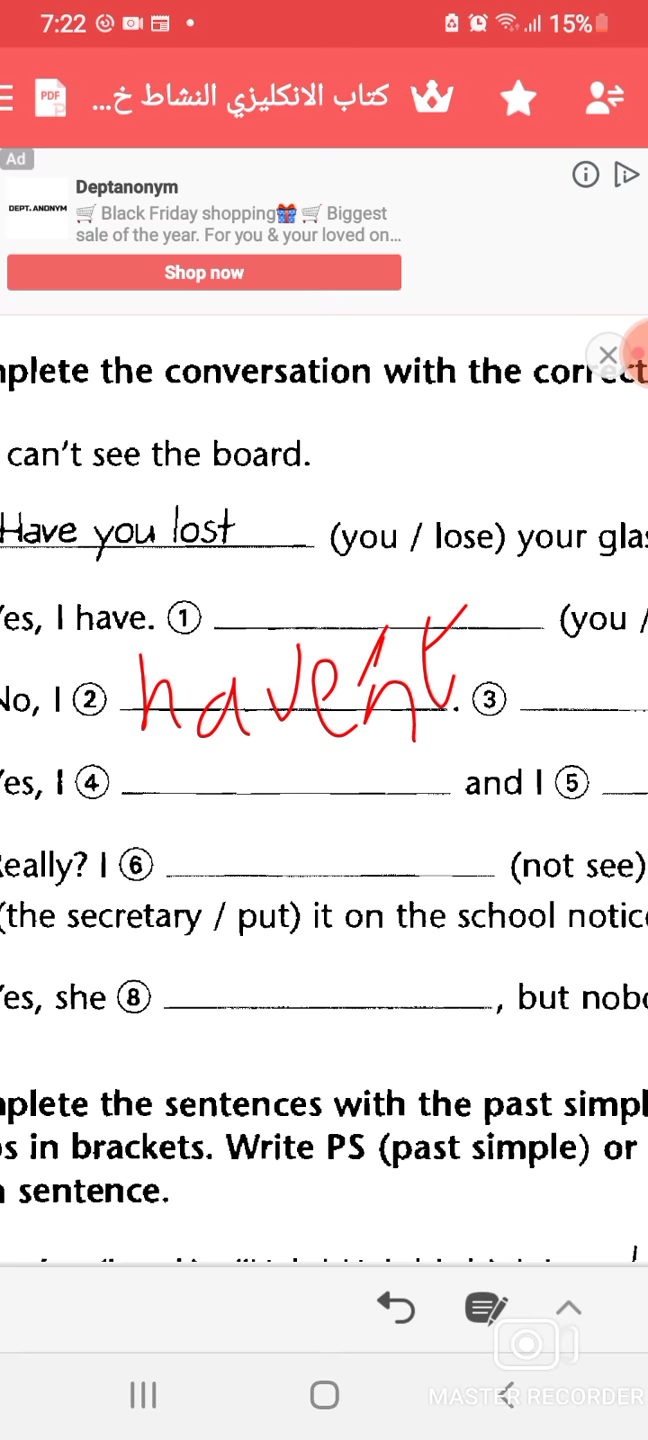 7:22 15%
كتاب الانكليزي النشاط خ...
PDF
Ad
Deptanonym
DEPT. ANONYM
Black Friday shopping Biggest
sale of the year. For you & your loved on...
Shop now
nplete the conversation with the correct
can't see the board.
Have you lost (you / lose) your glas
Yes, I have. ① (you /
No, I ② haven't. ③
Yes, I ④ and I ⑤
Really? I ⑥ (not see)
(the secretary / put) it on the school notice
Yes, she ⑧ , but nobo
nplete the sentences with the past simpl
os in brackets. Write PS (past simple) or
n sentence.
MASTER RECORDER